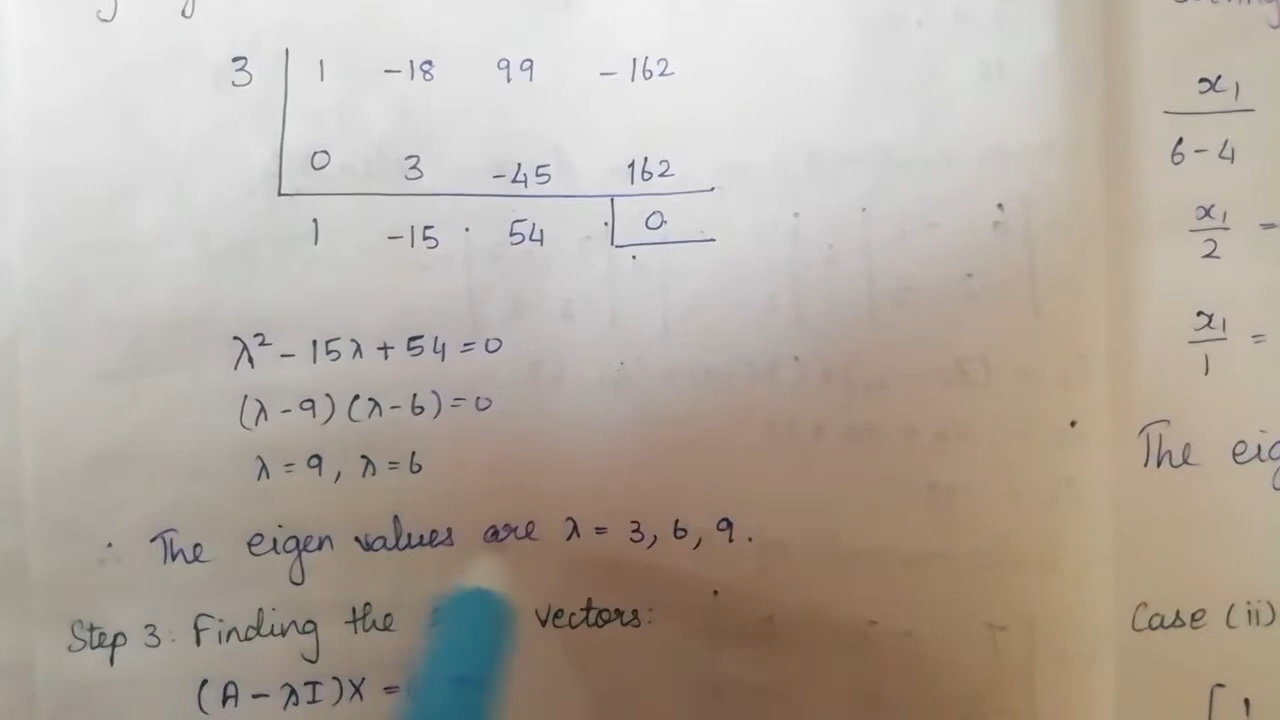 3 | 1 -18 99 -162
0 3 -45 162
1 -15 54 0
λ² - 15λ + 54 = 0
(λ - 9)(λ - 6) = 0
λ = 9, λ = 6
∴ The eigen values are λ = 3, 6, 9.
Step 3: Finding the vectors:
(A - λI)X =
x₁
6 - 4
x₁/2 =
x₁/1 =
The
Case (ii)